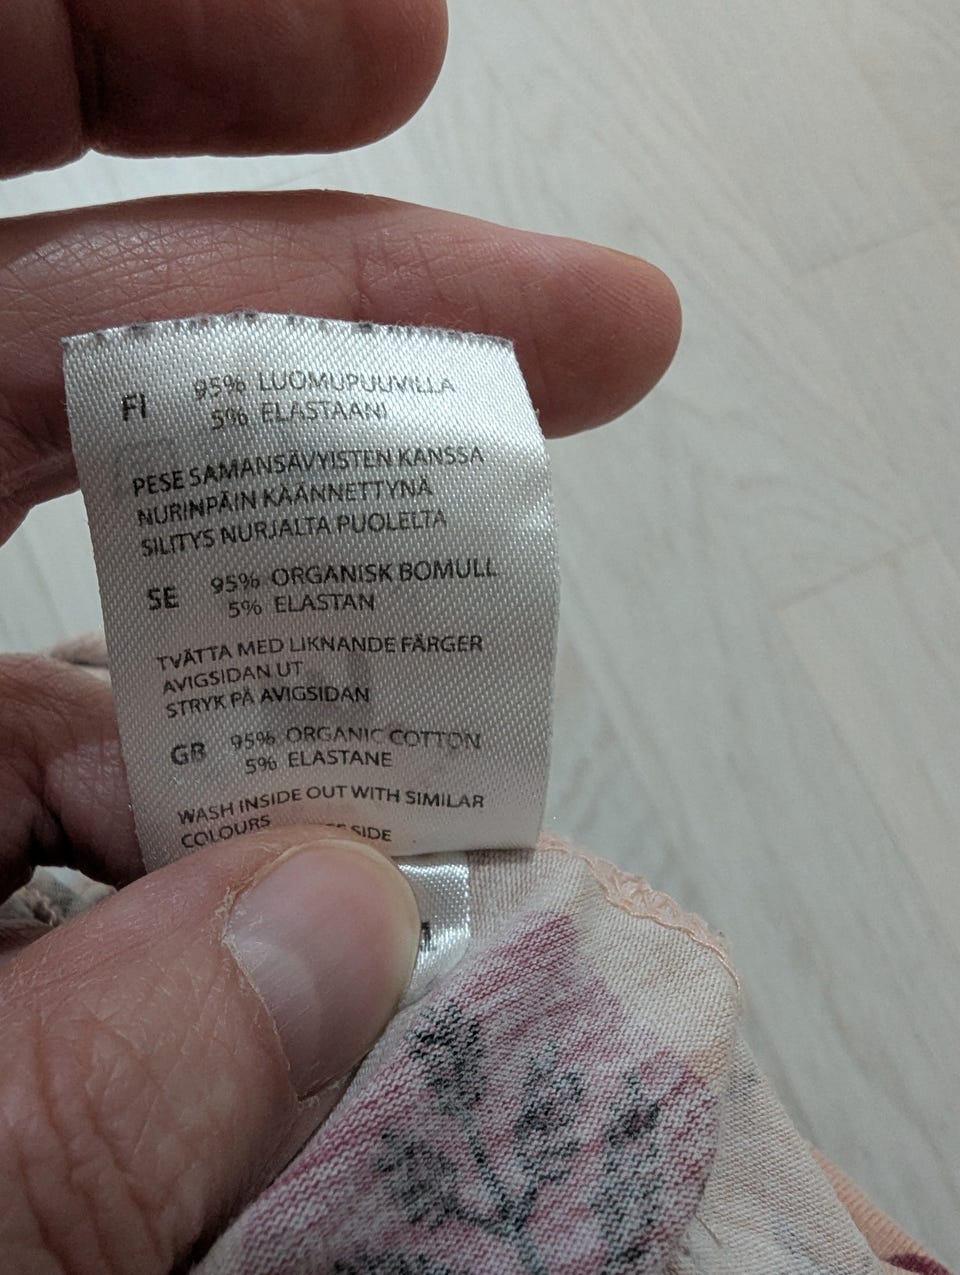 FI 95% LUOMUPUUVILLA
5% ELASTAANI
PESE SAMANSÄVYISTEN KANSSA
NURINPÄIN KÄÄNNETTYNÄ
SILITYS NURJALTA PUOLELTA
SE 95% ORGANISK BOMULL
5% ELASTAN
TVÄTTA MED LIKNANDE FÄRGER
AVIGSIDAN UT
STRYK PÅ AVIGSIDAN
GB 95% ORGANIC COTTON
5% ELASTANE
WASH INSIDE OUT WITH SIMILAR
COLOURS SIDE